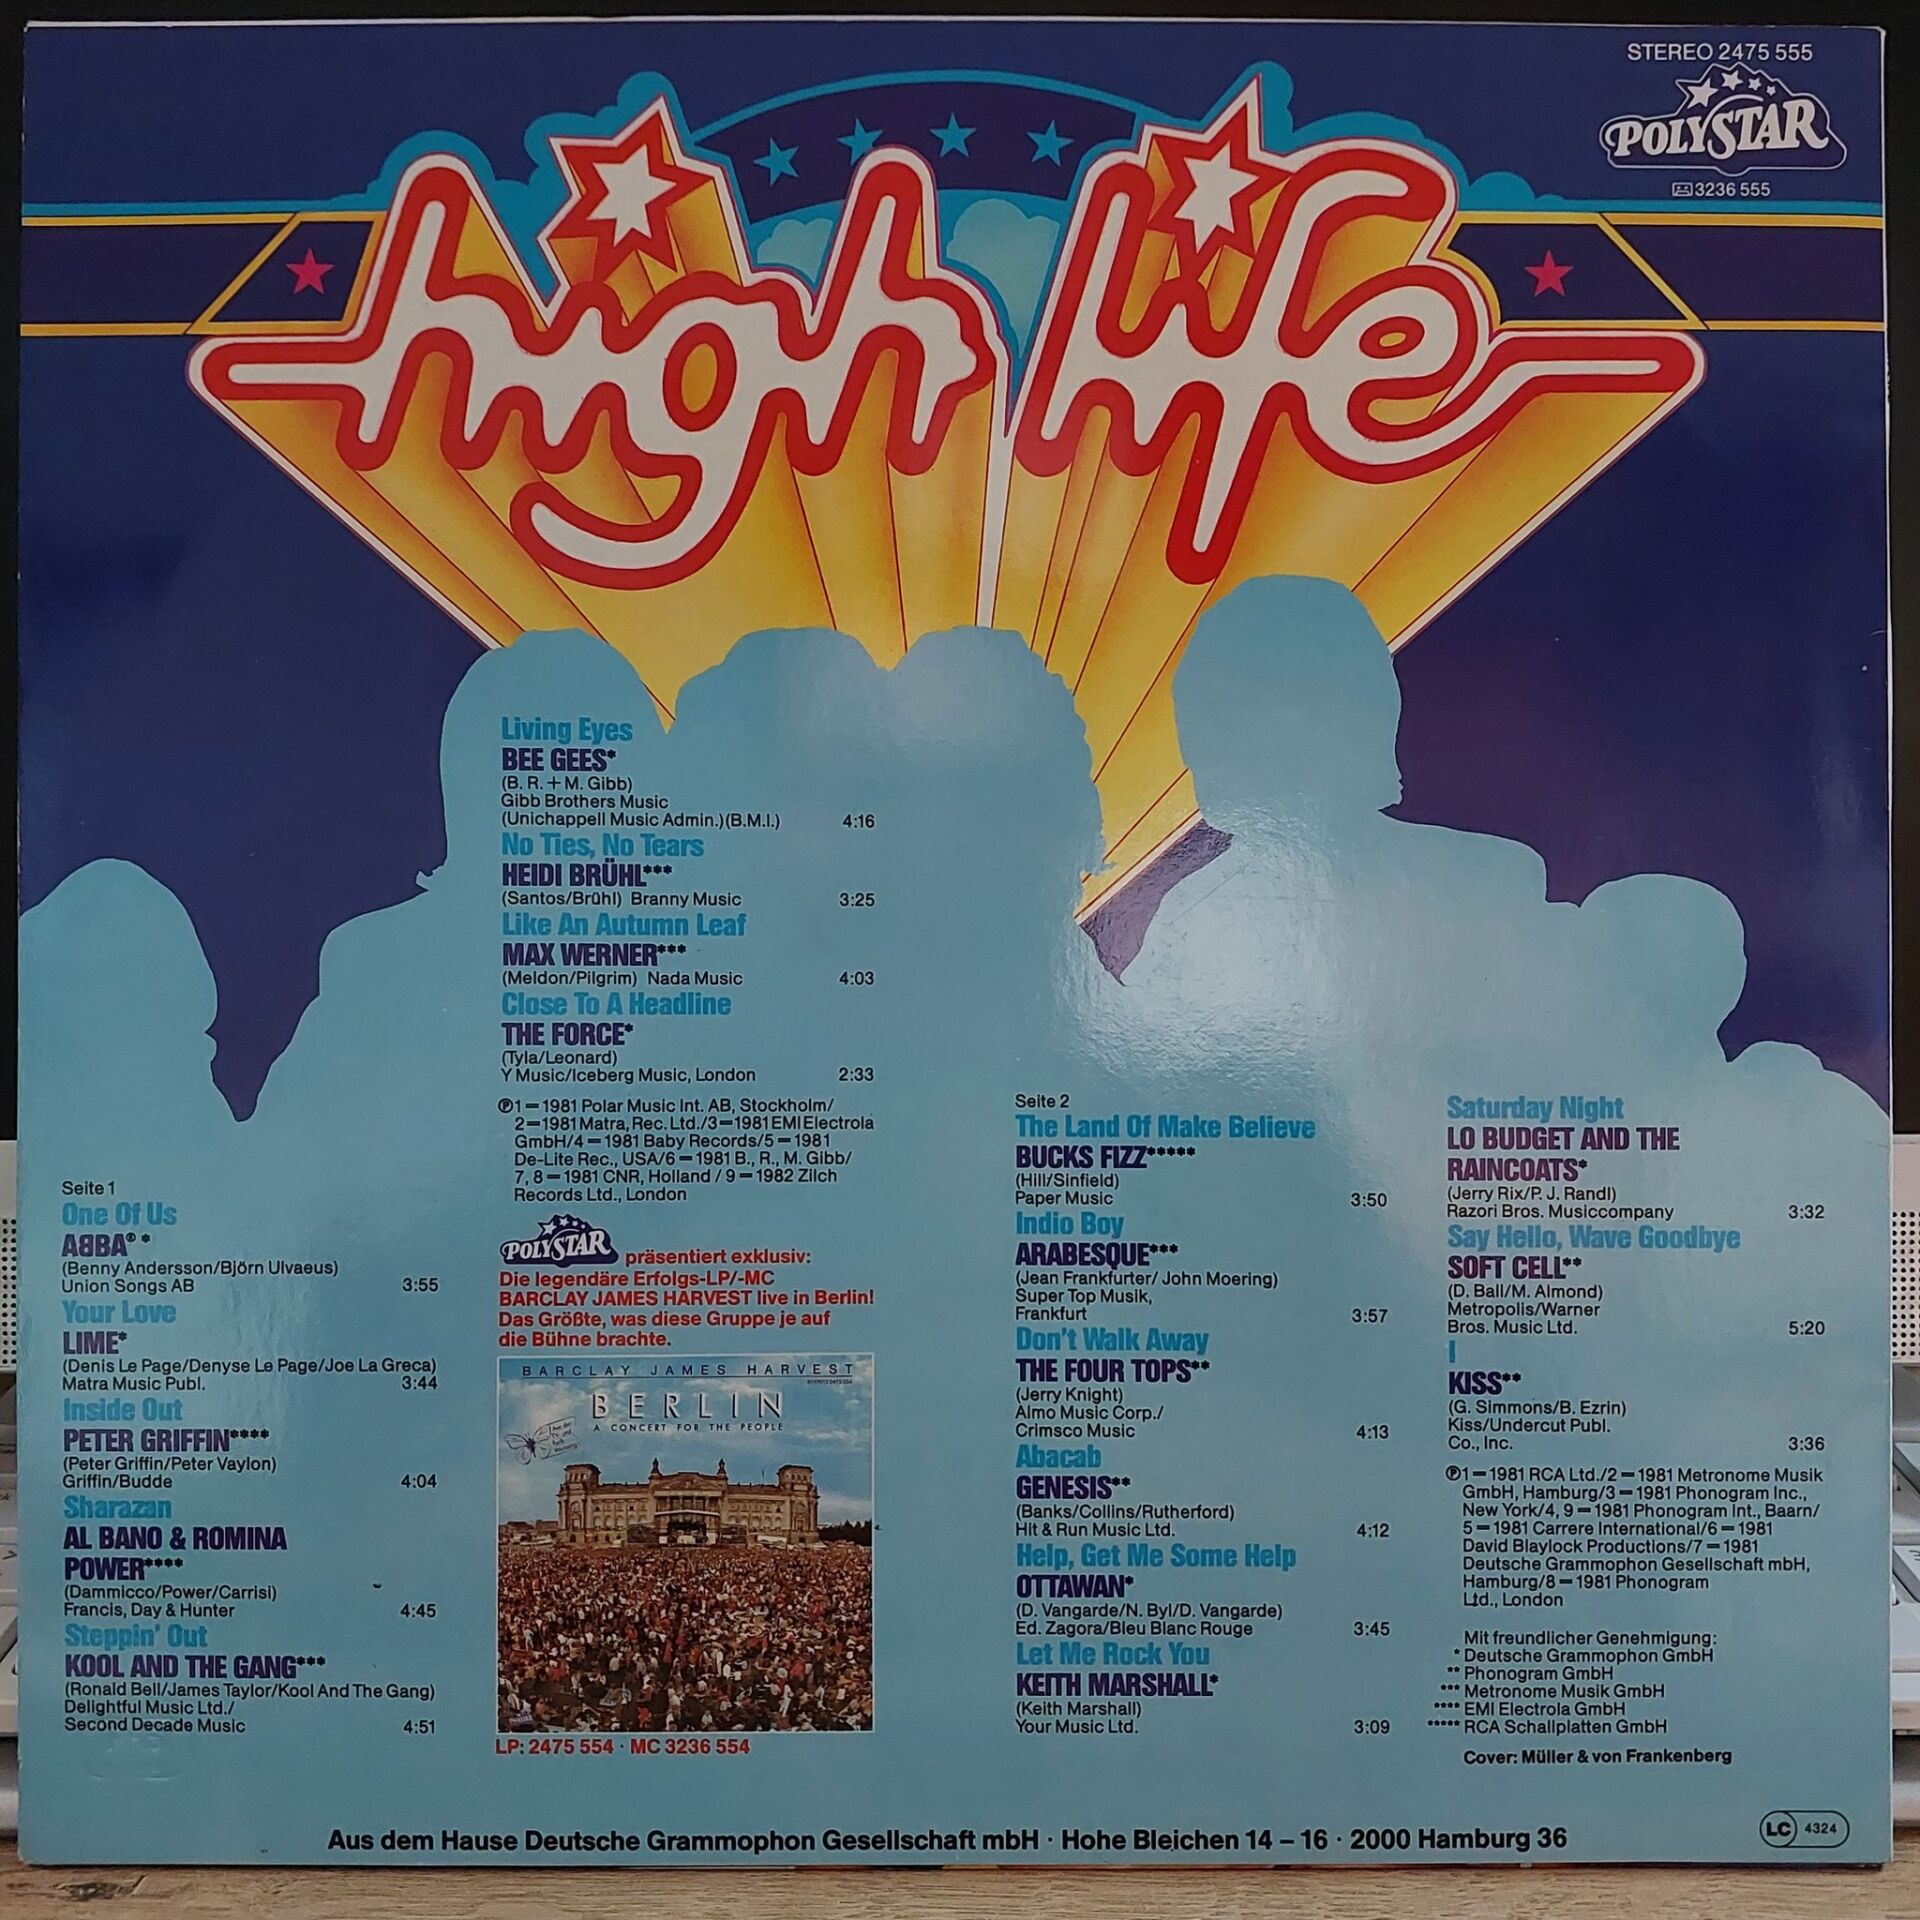 STEREO 2475 555
POLYSTAR
3236 555
high life
Seite 1
One Of Us
ABBA® *
(Benny Andersson/Björn Ulvaeus)
Union Songs AB 3:55
Your Love
LIME*
(Denis Le Page/Denyse Le Page/Joe La Greca)
Matra Music Publ. 3:44
Inside Out
PETER GRIFFIN****
(Peter Griffin/Peter Vaylon)
Griffin/Budde 4:04
Sharazan
AL BANO & ROMINA
POWER****
(Dammicco/Power/Carrisi)
Francis, Day & Hunter 4:45
Steppin' Out
KOOL AND THE GANG***
(Ronald Bell/James Taylor/Kool And The Gang)
Delightful Music Ltd./
Second Decade Music 4:51
Living Eyes
BEE GEES*
(B. R. + M. Gibb)
Gibb Brothers Music
(Unichappell Music Admin.)(B.M.I.) 4:16
No Ties, No Tears
HEIDI BRÜHL***
(Santos/Brühl) Branny Music 3:25
Like An Autumn Leaf
MAX WERNER***
(Meldon/Pilgrim) Nada Music 4:03
Close To A Headline
THE FORCE*
(Tyla/Leonard)
Y Music/Iceberg Music, London 2:33
℗1 – 1981 Polar Music Int. AB, Stockholm/
2 – 1981 Matra, Rec. Ltd./3 – 1981 EMI Electrola
GmbH/4 – 1981 Baby Records/5 – 1981
De-Lite Rec., USA/6 – 1981 B., R., M. Gibb/
7, 8 – 1981 CNR, Holland / 9 – 1982 Zilch
Records Ltd., London
POLYSTAR präsentiert exklusiv:
Die legendäre Erfolgs-LP/-MC
BARCLAY JAMES HARVEST live in Berlin!
Das Größte, was diese Gruppe je auf
die Bühne brachte.
BARCLAY JAMES HARVEST
STEREO 2475 554
BERLIN
A CONCERT FOR THE PEOPLE
LP: 2475 554 · MC 3236 554
Seite 2
The Land Of Make Believe
BUCKS FIZZ*****
(Hill/Sinfield)
Paper Music 3:50
Indio Boy
ARABESQUE***
(Jean Frankfurter/ John Moering)
Super Top Musik,
Frankfurt 3:57
Don't Walk Away
THE FOUR TOPS**
(Jerry Knight)
Almo Music Corp./
Crimsco Music 4:13
Abacab
GENESIS**
(Banks/Collins/Rutherford)
Hit & Run Music Ltd. 4:12
Help, Get Me Some Help
OTTAWAN*
(D. Vangarde/N. Byl/D. Vangarde)
Ed. Zagora/Bleu Blanc Rouge 3:45
Let Me Rock You
KEITH MARSHALL*
(Keith Marshall)
Your Music Ltd. 3:09
Saturday Night
LO BUDGET AND THE
RAINCOATS*
(Jerry Rix/P. J. Randl)
Razori Bros. Musiccompany 3:32
Say Hello, Wave Goodbye
SOFT CELL**
(D. Ball/M. Almond)
Metropolis/Warner
Bros. Music Ltd. 5:20
I
KISS**
(G. Simmons/B. Ezrin)
Kiss/Undercut Publ.
Co., Inc. 3:36
℗1 – 1981 RCA Ltd./2 – 1981 Metronome Musik
GmbH, Hamburg/3 – 1981 Phonogram Inc.,
New York/4, 9 – 1981 Phonogram Int., Baarn/
5 – 1981 Carrere International/6 – 1981
David Blaylock Productions/7 – 1981
Deutsche Grammophon Gesellschaft mbH,
Hamburg/8 – 1981 Phonogram
Ltd., London
Mit freundlicher Genehmigung:
* Deutsche Grammophon GmbH
** Phonogram GmbH
*** Metronome Musik GmbH
**** EMI Electrola GmbH
***** RCA Schallplatten GmbH
Cover: Müller & von Frankenberg
Aus dem Hause Deutsche Grammophon Gesellschaft mbH · Hohe Bleichen 14 – 16 · 2000 Hamburg 36
LC 4324